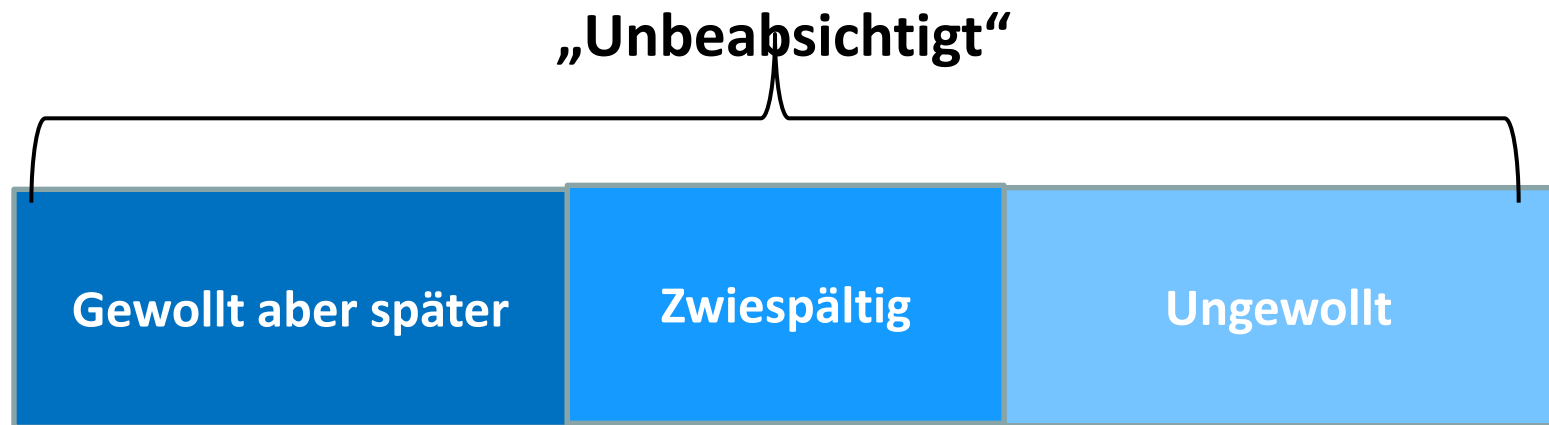 „Unbeabsichtigt“
Gewollt aber später
Zwiespältig
Ungewollt